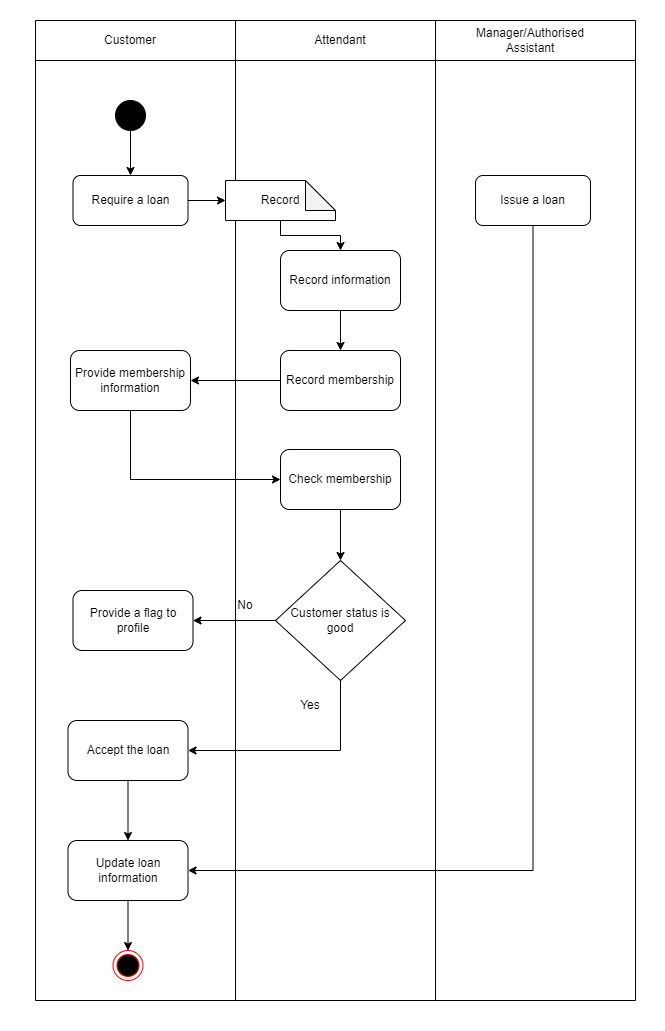 Customer
Attendant
Manager/Authorised
Assistant
Require a loan
Record
Issue a loan
Record information
Provide membership
information
Record membership
Check membership
Provide a flag to
profile
No
Customer status is
good
Yes
Accept the loan
Update loan
information